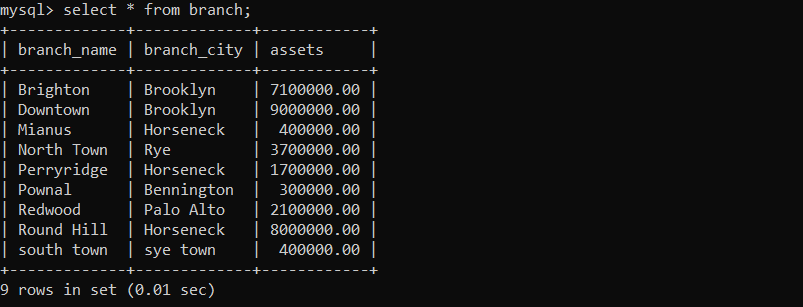 mysql> select * from branch;
+-------------+-------------+------------+
| branch_name | branch_city | assets     |
+-------------+-------------+------------+
| Brighton    | Brooklyn    | 7100000.00 |
| Downtown    | Brooklyn    | 9000000.00 |
| Mianus      | Horseneck   |  400000.00 |
| North Town  | Rye         | 3700000.00 |
| Perryridge  | Horseneck   | 1700000.00 |
| Pownal      | Bennington  |  300000.00 |
| Redwood     | Palo Alto   | 2100000.00 |
| Round Hill  | Horseneck   | 8000000.00 |
| south town  | sye town    |  400000.00 |
+-------------+-------------+------------+
9 rows in set (0.01 sec)